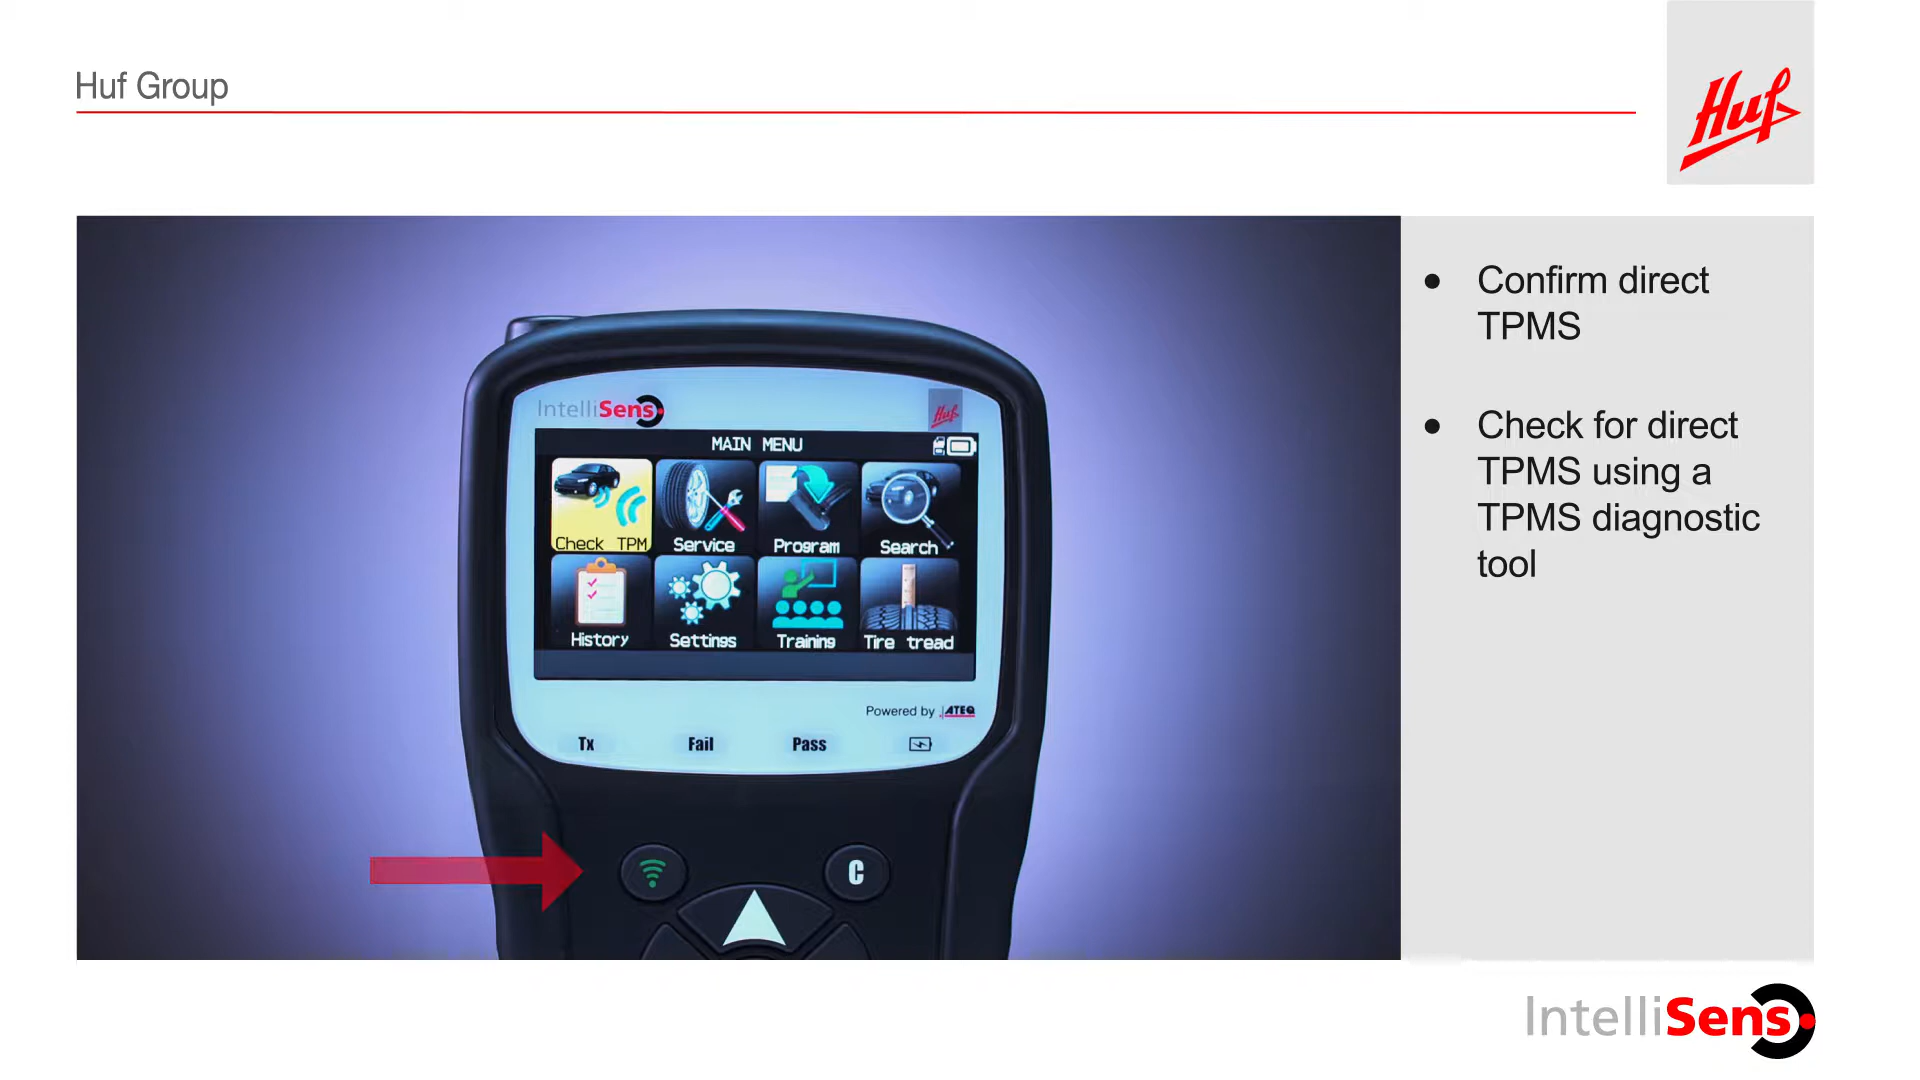 Huf Group
Huf
Confirm direct
TPMS
Check for direct
TPMS using a
TPMS diagnostic
tool
IntelliSens
Huf
MAIN MENU
Check TPM
Service
Program
Search
History
Settings
Training
Tire tread
Powered by ATEQ
Tx
Fail
Pass
C
IntelliSens